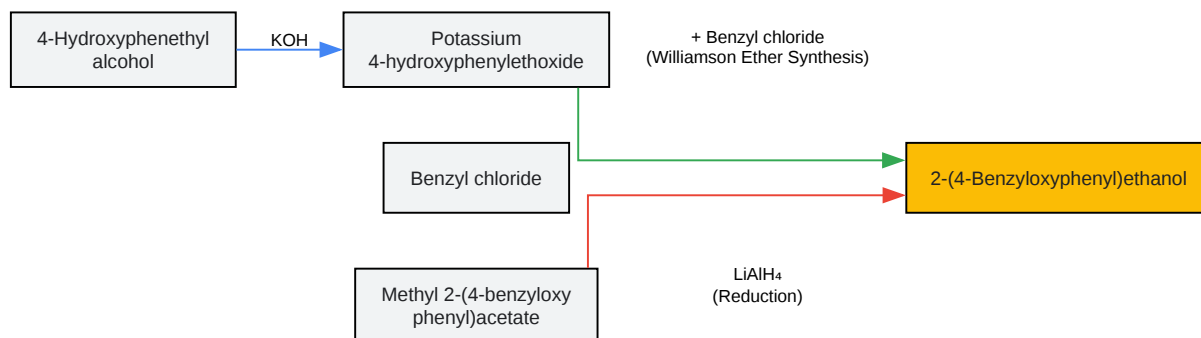 4-Hydroxyphenethyl
alcohol
KOH
Potassium
4-hydroxyphenylethoxide
+ Benzyl chloride
(Williamson Ether Synthesis)
Benzyl chloride
2-(4-Benzyloxyphenyl)ethanol
Methyl 2-(4-benzyloxy
phenyl)acetate
LiAlH₄
(Reduction)